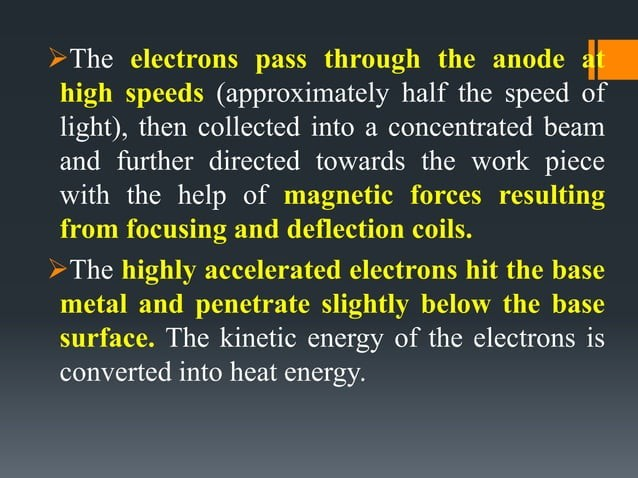 ➢The electrons pass through the anode at
high speeds (approximately half the speed of
light), then collected into a concentrated beam
and further directed towards the work piece
with the help of magnetic forces resulting
from focusing and deflection coils.
➢The highly accelerated electrons hit the base
metal and penetrate slightly below the base
surface. The kinetic energy of the electrons is
converted into heat energy.